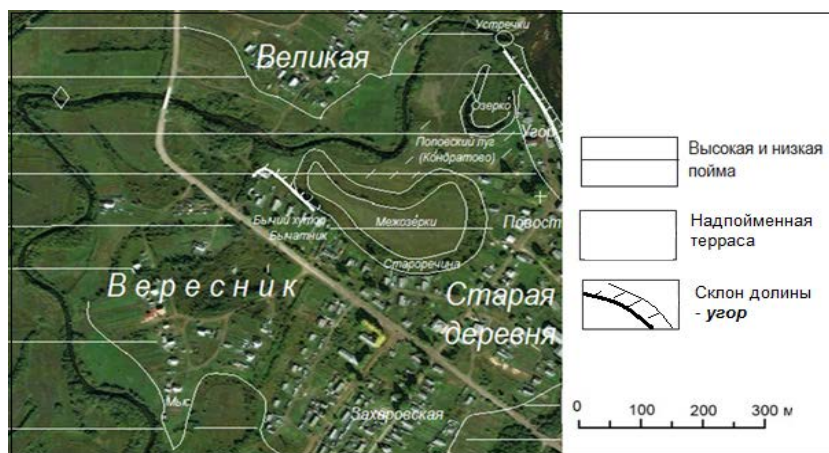 Устречки
Великая
Озерко
Угор
Поповский луг
(Кондратово)
Межозёрки
Повост
Бычий хутор
Бычатник
Староречина
Вересник
Старая
деревня
Мыс
Захаровская
Высокая и низкая
пойма
Надпойменная
терраса
Склон долины
- угор
0 100 200 300 м